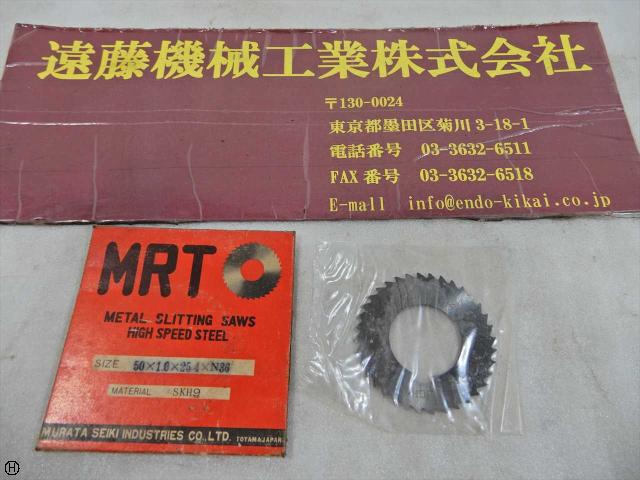 遠藤機械工業株式会社
〒130-0024
東京都墨田区菊川3-18-1
電話番号 03-3632-6511
FAX番号 03-3632-6518
E-mall info@endo-kikai.co.jp
MRT
METAL SLITTING SAWS
HIGH SPEED STEEL
SIZE 50×1.0×25.4×N36
MATERIAL SKH9
MURATA SEIKI INDUSTRIES CO.,LTD. TOYAMA JAPAN
H